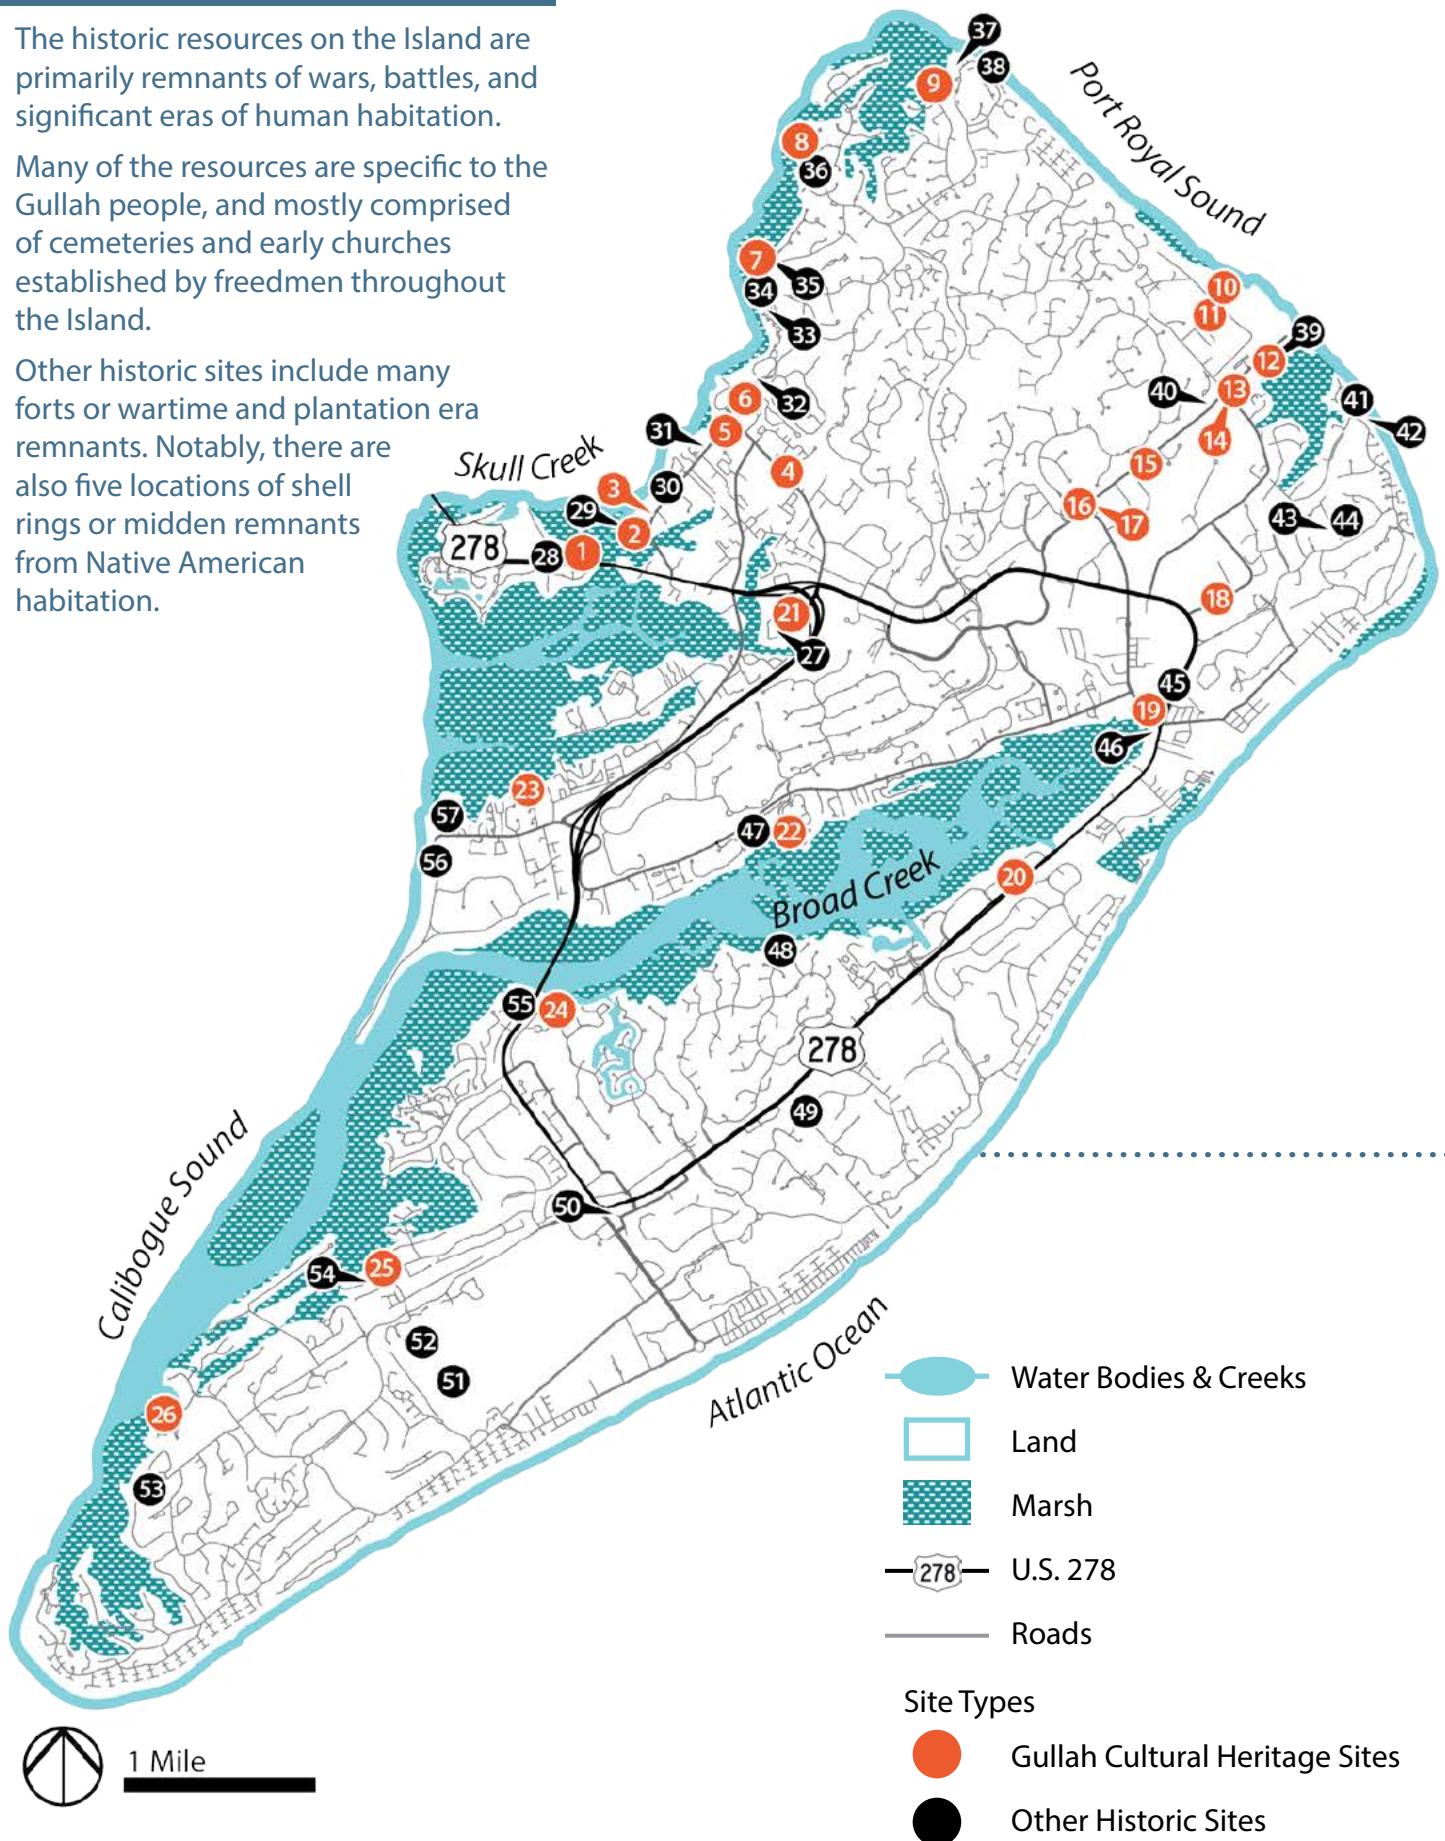 The historic resources on the Island are
primarily remnants of wars, battles, and
significant eras of human habitation.
Many of the resources are specific to the
Gullah people, and mostly comprised
of cemeteries and early churches
established by freedmen throughout
the Island.
Other historic sites include many
forts or wartime and plantation era
remnants. Notably, there are
also five locations of shell
rings or midden remnants
from Native American
habitation.
37
38
9
Port Royal Sound
8
36
7
35
34
33
10
11
39
12
32
6
40
13
41
31
5
14
42
Skull Creek
4
15
3
30
29
2
16
17
43
44
278
28
1
18
21
27
45
19
46
23
57
47
22
56
Broad Creek
20
48
55
24
278
49
Calibogue Sound
50
54
25
52
51
Atlantic Ocean
26
53
Water Bodies & Creeks
Land
Marsh
278
U.S. 278
Roads
Site Types
Gullah Cultural Heritage Sites
Other Historic Sites
1 Mile